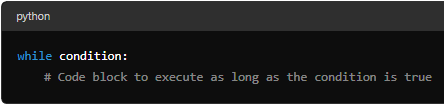 python
while condition:
    # Code block to execute as long as the condition is true